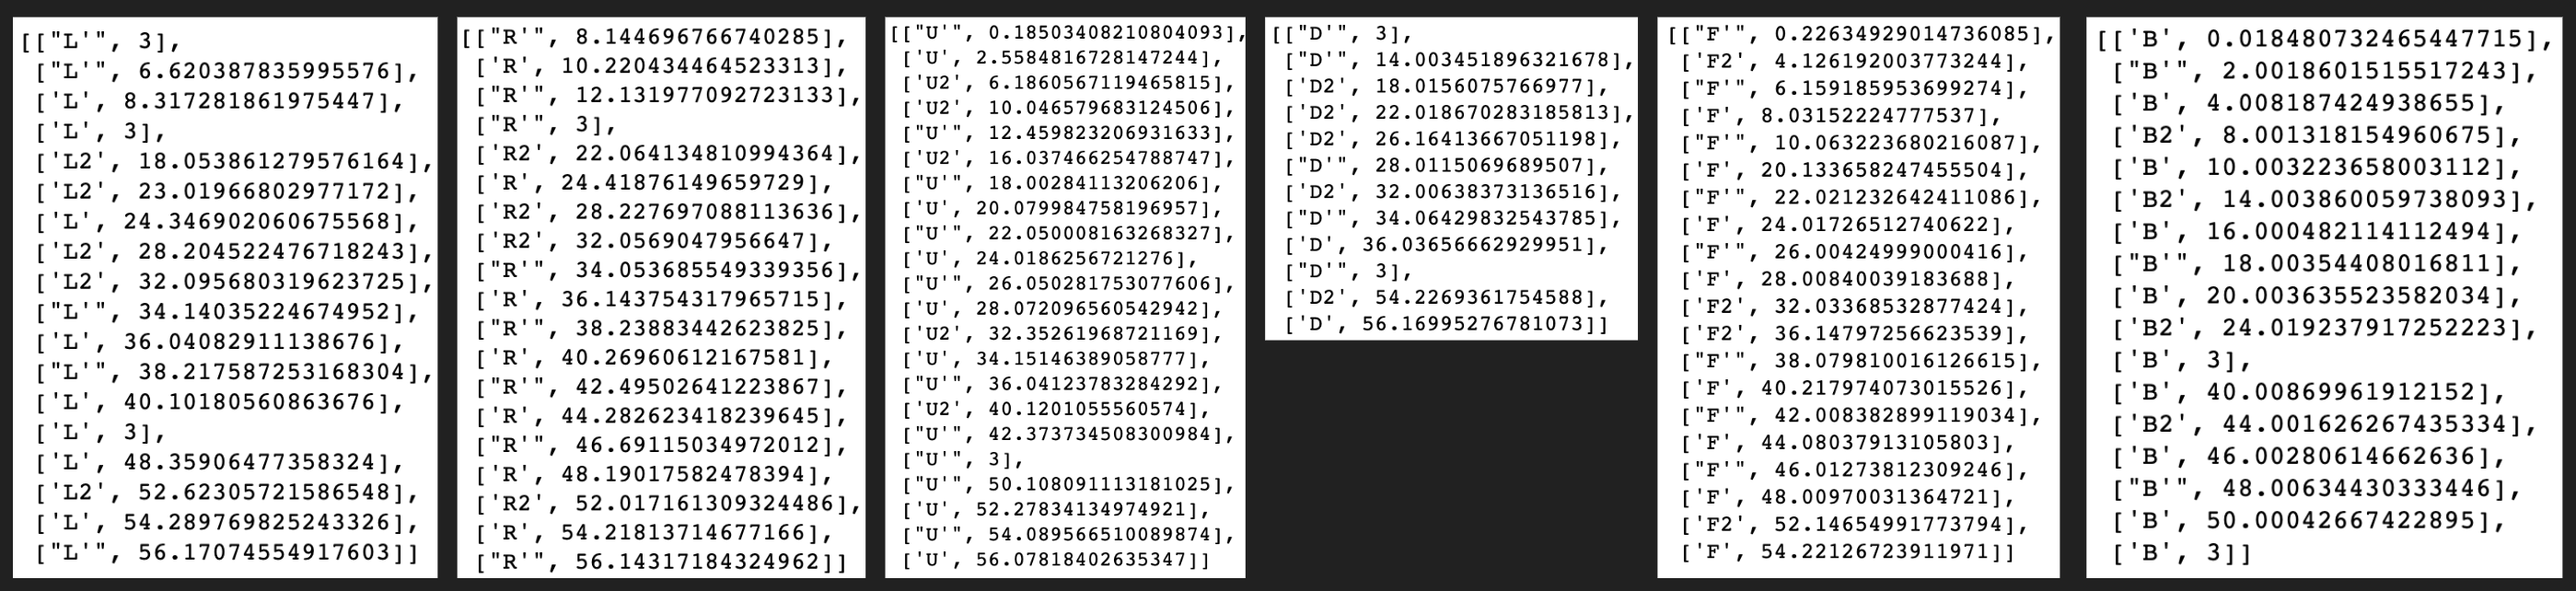 [["L'", 3],
["L'", 6.620387835995576],
['L', 8.317281861975447],
['L', 3],
['L2', 18.053861279576164],
['L2', 23.01966802977172],
['L', 24.346902060675568],
['L2', 28.204522476718243],
['L2', 32.095680319623725],
["L'", 34.14035224674952],
['L', 36.04082911138676],
["L'", 38.217587253168304],
['L', 40.10180560863676],
['L', 3],
['L', 48.35906477358324],
['L2', 52.62305721586548],
['L', 54.289769825243326],
["L'", 56.17074554917603]]
[["R'", 8.144696766740285],
['R', 10.220434464523313],
["R'", 12.131977092723133],
["R'", 3],
['R2', 22.064134810994364],
['R', 24.41876149659729],
['R2', 28.227697088113636],
['R2', 32.0569047956647],
["R'", 34.053685549339356],
['R', 36.143754317965715],
["R'", 38.23883442623825],
['R', 40.26960612167581],
["R'", 42.49502641223867],
['R', 44.282623418239645],
["R'", 46.69115034972012],
['R', 48.19017582478394],
['R2', 52.017161309324486],
['R', 54.21813714677166],
["R'", 56.14317184324962]]
[["U'", 0.18503408210804093],
['U', 2.5584816728147244],
['U2', 6.1860567119465815],
['U2', 10.046579683124506],
["U'", 12.459823206931633],
['U2', 16.037466254788747],
["U'", 18.00284113206206],
['U', 20.079984758196957],
["U'", 22.050008163268327],
['U', 24.0186256721276],
["U'", 26.050281753077606],
['U', 28.072096560542942],
['U2', 32.35261968721169],
['U', 34.15146389058777],
["U'", 36.04123783284292],
['U2', 40.1201055560574],
["U'", 42.373734508300984],
["U'", 3],
["U'", 50.108091113181025],
['U', 52.27834134974921],
["U'", 54.089566510089874],
['U', 56.07818402635347]]
[["D'", 3],
["D'", 14.003451896321678],
['D2', 18.0156075766977],
['D2', 22.018670283185813],
['D2', 26.16413667051198],
["D'", 28.0115069689507],
['D2', 32.00638373136516],
["D'", 34.06429832543785],
['D', 36.03656662929951],
["D'", 3],
['D2', 54.2269361754588],
['D', 56.16995276781073]]
[["F'", 0.22634929014736085],
['F2', 4.126192003773244],
["F'", 6.159185953699274],
['F', 8.03152224777537],
["F'", 10.063223680216087],
['F', 20.133658247455504],
["F'", 22.021232642411086],
['F', 24.01726512740622],
["F'", 26.00424999000416],
['F', 28.00840039183688],
['F2', 32.03368532877424],
['F2', 36.14797256623539],
["F'", 38.079810016126615],
['F', 40.217974073015526],
["F'", 42.008382899119034],
['F', 44.08037913105803],
["F'", 46.01273812309246],
['F', 48.00970031364721],
['F2', 52.14654991773794],
['F', 54.22126723911971]]
[['B', 0.018480732465447715],
["B'", 2.0018601515517243],
['B', 4.008187424938655],
['B2', 8.001318154960675],
['B', 10.003223658003112],
['B2', 14.003860059738093],
['B', 16.000482114112494],
["B'", 18.00354408016811],
['B', 20.003635523582034],
['B2', 24.019237917252223],
['B', 3],
['B', 40.00869961912152],
['B2', 44.001626267435334],
['B', 46.00280614662636],
["B'", 48.00634430333446],
['B', 50.00042667422895],
['B', 3]]